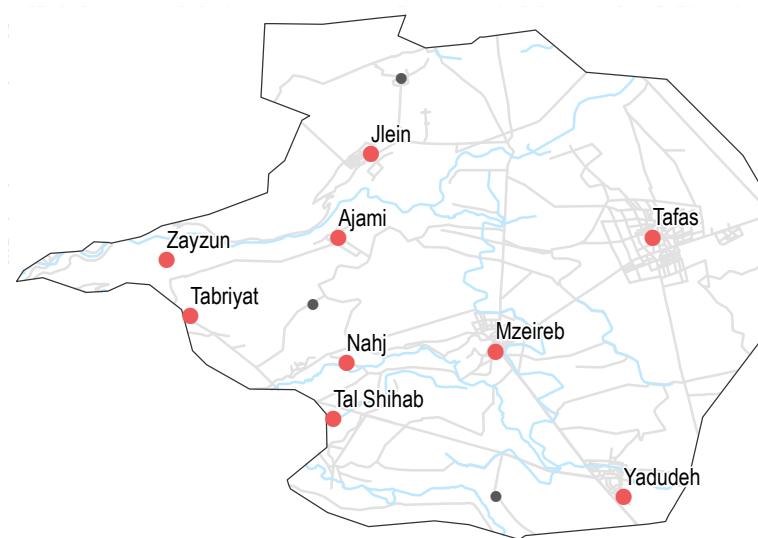 Jlein
Ajami
Tafas
Zayzun
Tabriyat
Mzeireb
Nahj
Tal Shihab
Yadudeh